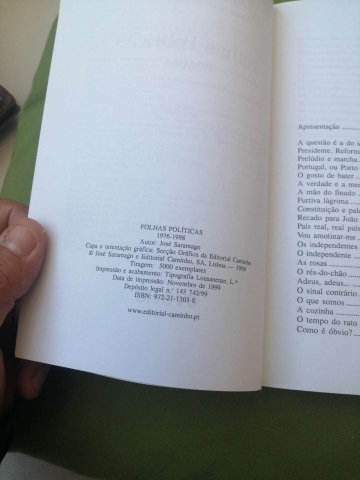 FOLHAS POLÍTICAS
1976-1998
Autor: José Saramago
Capa e orientação gráfica: Secção Gráfica da Editorial Caminho
© José Saramago e Editorial Caminho, SA, Lisboa — 1999
Tiragem: 5000 exemplares
Impressão e acabamento: Tipografia Lousanense, L.ª
Data de impressão: Novembro de 1999
Depósito legal n.º 143 742/99
ISBN: 972-21-1303-8
www.editorial-caminho.pt
Apresentação
A questão é a do s
Presidente, Reform
Prelúdio e marcha
Portugal, ou Porto
O gosto de bater
A verdade e a me
A mão do finado
Furtiva lágrima
Constituição e paí
Recado para João
País real, real paí
Vou amotinar-me
Os independentes
O independente
As rosas
O rés-do-chão
Adeus, adeus...
O sinal contrário
O que somos
A cozinha
O tempo do rato
Como é óbvio?